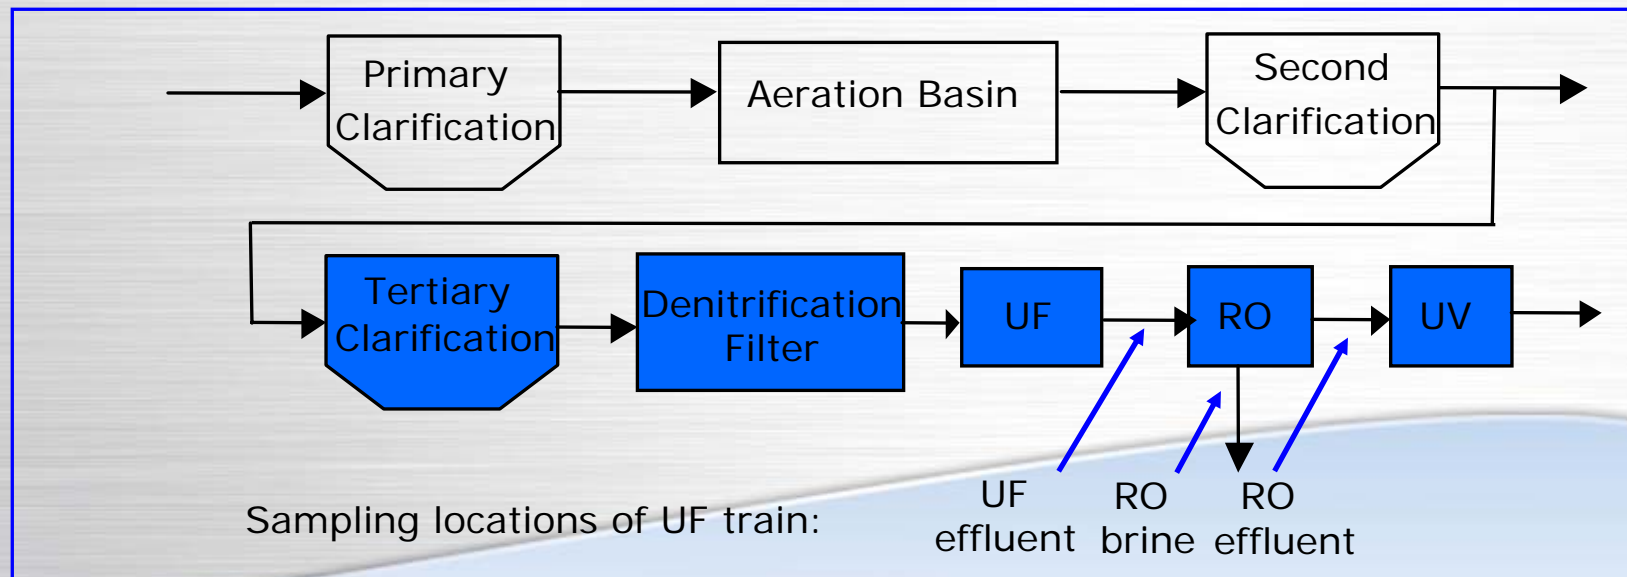 Primary
Clarification
Aeration Basin
Second
Clarification
Tertiary
Clarification
Denitrification
Filter
UF
RO
UV
Sampling locations of UF train:
UF
effluent
RO
brine
RO
effluent